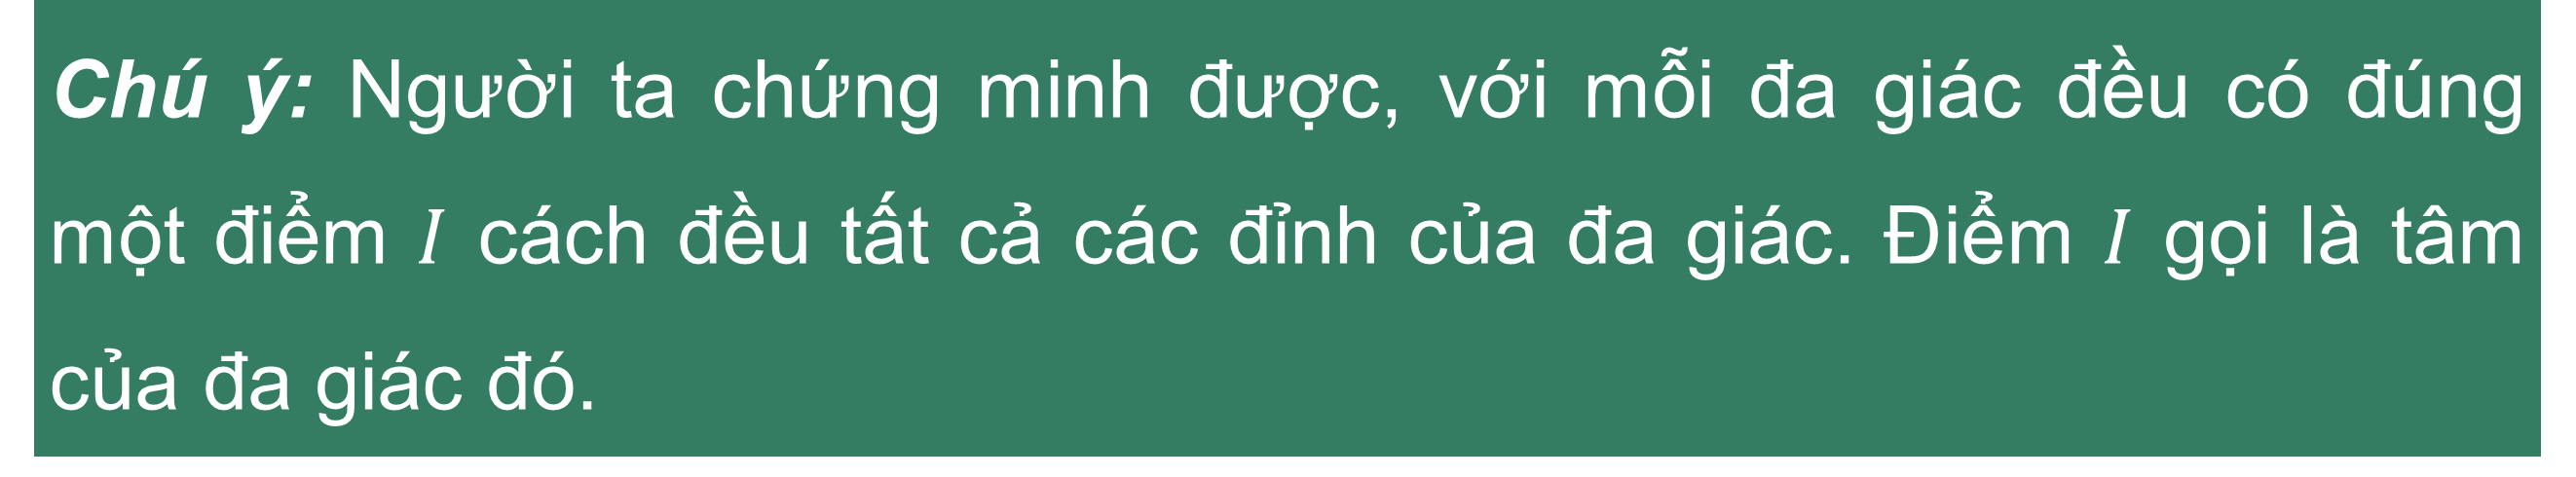 Chú ý: Người ta chứng minh được, với mỗi đa giác đều có đúng
một điểm I cách đều tất cả các đỉnh của đa giác. Điểm I gọi là tâm
của đa giác đó.